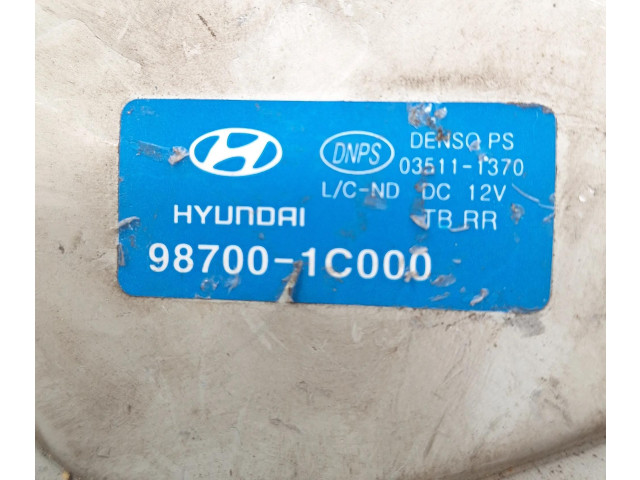 DNPS
DENSO PS
03511-1370
L/C-ND DC 12V
HYUNDAI
TB RR
98700-1C000